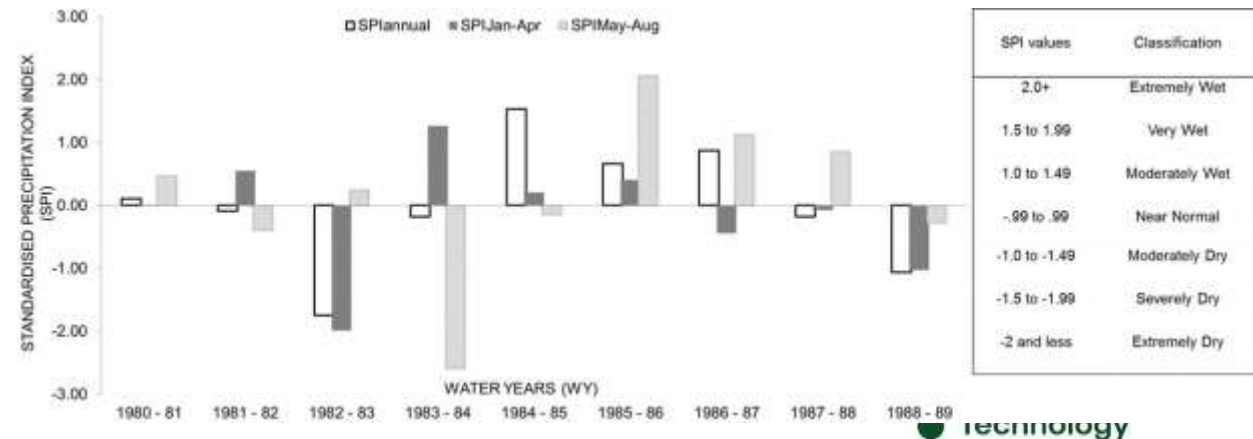 3.00
SPIannual SPIJan-Apr SPIMay-Aug
2.00
1.00
0.00
-1.00
-2.00
-3.00
STANDARDISED PRECIPITATION INDEX
(SPI)
WATER YEARS (WY)
1980 - 81 1981 - 82 1982 - 83 1983 - 84 1984 - 85 1985 - 86 1986 - 87 1987 - 88 1988 - 89
SPI values Classification
2.0+ Extremely Wet
1.5 to 1.99 Very Wet
1.0 to 1.49 Moderately Wet
-.99 to .99 Near Normal
-1.0 to -1.49 Moderately Dry
-1.5 to -1.99 Severely Dry
-2 and less Extremely Dry
Technology